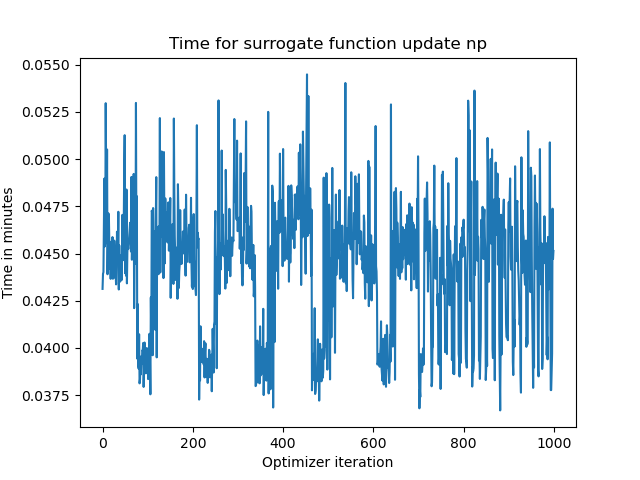 Time for surrogate function update np
0.0550
0.0525
0.0500
0.0475
0.0450
0.0425
0.0400
0.0375
Time in minutes
0 200 400 600 800 1000
Optimizer iteration